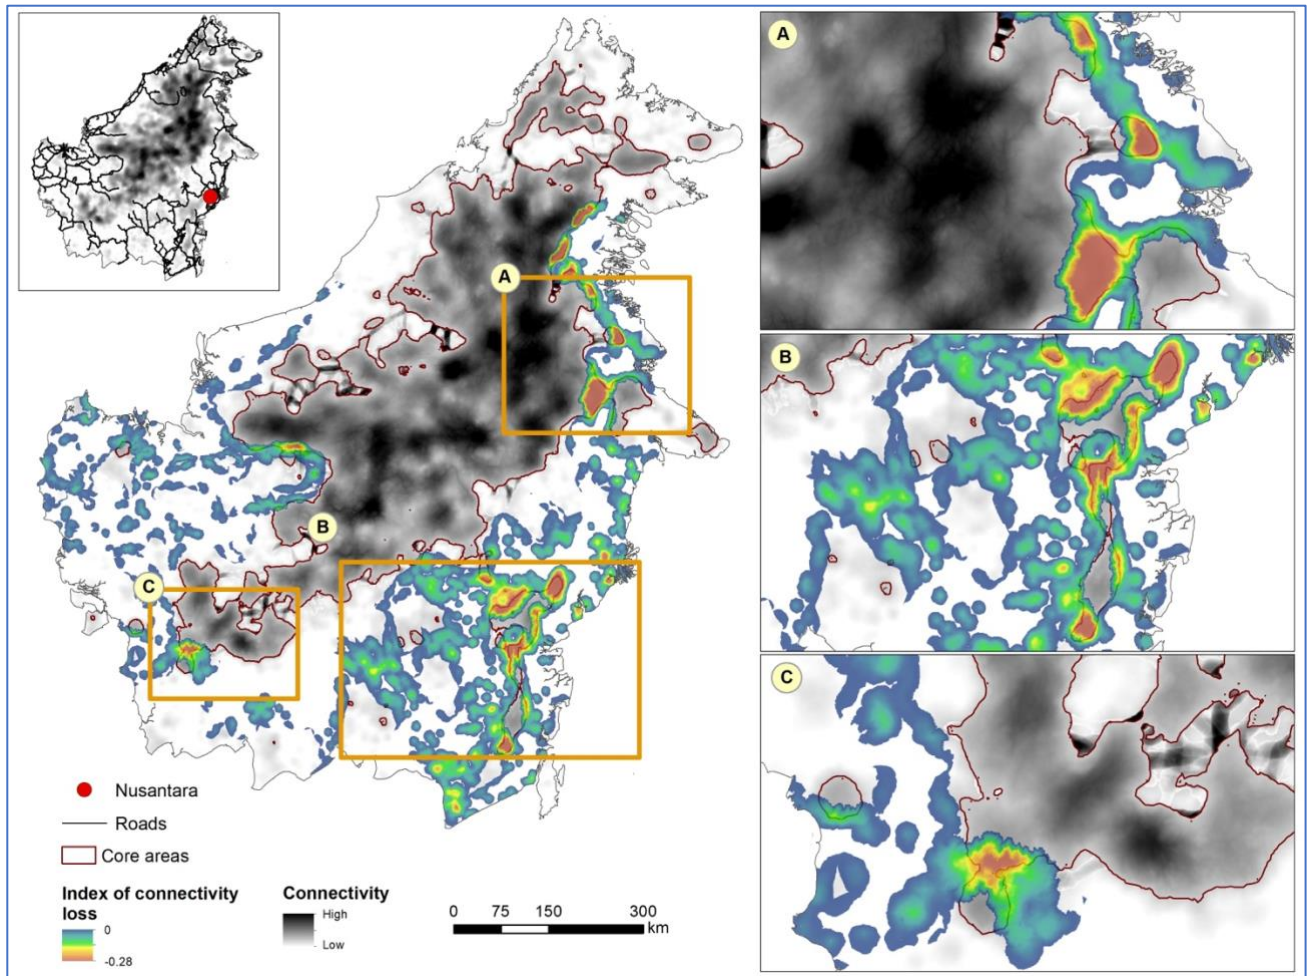 A
A
B
B
C
C
Nusantara
Roads
Core areas
Index of connectivity
loss
0
-0.28
Connectivity
High
Low
0 75 150 300
km